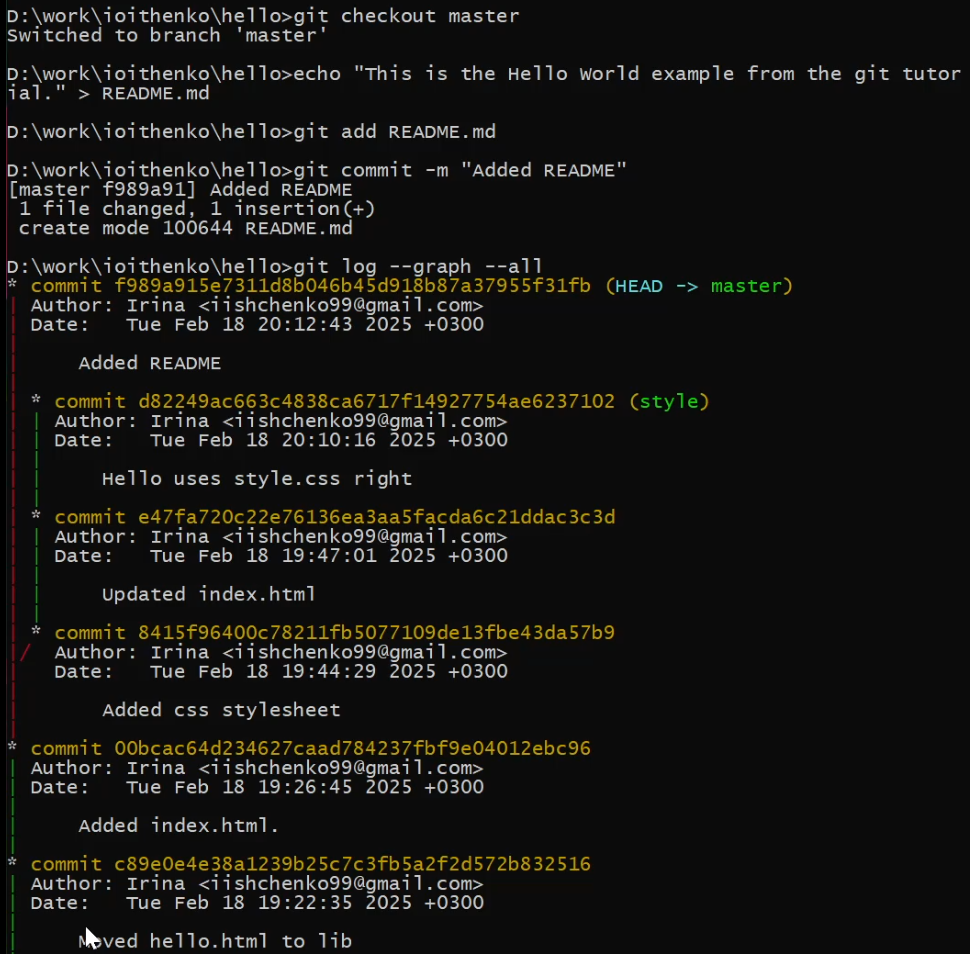 D:\work\ioithenko\hello>git checkout master
Switched to branch 'master'
D:\work\ioithenko\hello>echo "This is the Hello World example from the git tutor
ial." > README.md
D:\work\ioithenko\hello>git add README.md
D:\work\ioithenko\hello>git commit -m "Added README"
[master f989a91] Added README
 1 file changed, 1 insertion(+)
 create mode 100644 README.md
D:\work\ioithenko\hello>git log --graph --all
* commit f989a915e7311d8b046b45d918b87a37955f31fb (HEAD -> master)
| Author: Irina <iishchenko99@gmail.com>
| Date:   Tue Feb 18 20:12:43 2025 +0300
|
|     Added README
|
| * commit d82249ac663c4838ca6717f14927754ae6237102 (style)
| | Author: Irina <iishchenko99@gmail.com>
| | Date:   Tue Feb 18 20:10:16 2025 +0300
| |
| |     Hello uses style.css right
| |
| * commit e47fa720c22e76136ea3aa5facda6c21ddac3c3d
| | Author: Irina <iishchenko99@gmail.com>
| | Date:   Tue Feb 18 19:47:01 2025 +0300
| |
| |     Updated index.html
| |
| * commit 8415f96400c78211fb5077109de13fbe43da57b9
|/  Author: Irina <iishchenko99@gmail.com>
|   Date:   Tue Feb 18 19:44:29 2025 +0300
|
|       Added css stylesheet
|
* commit 00bcac64d234627caad784237fbf9e04012ebc96
| Author: Irina <iishchenko99@gmail.com>
| Date:   Tue Feb 18 19:26:45 2025 +0300
|
|     Added index.html.
|
* commit c89e0e4e38a1239b25c7c3fb5a2f2d572b832516
| Author: Irina <iishchenko99@gmail.com>
| Date:   Tue Feb 18 19:22:35 2025 +0300
|
|     Moved hello.html to lib